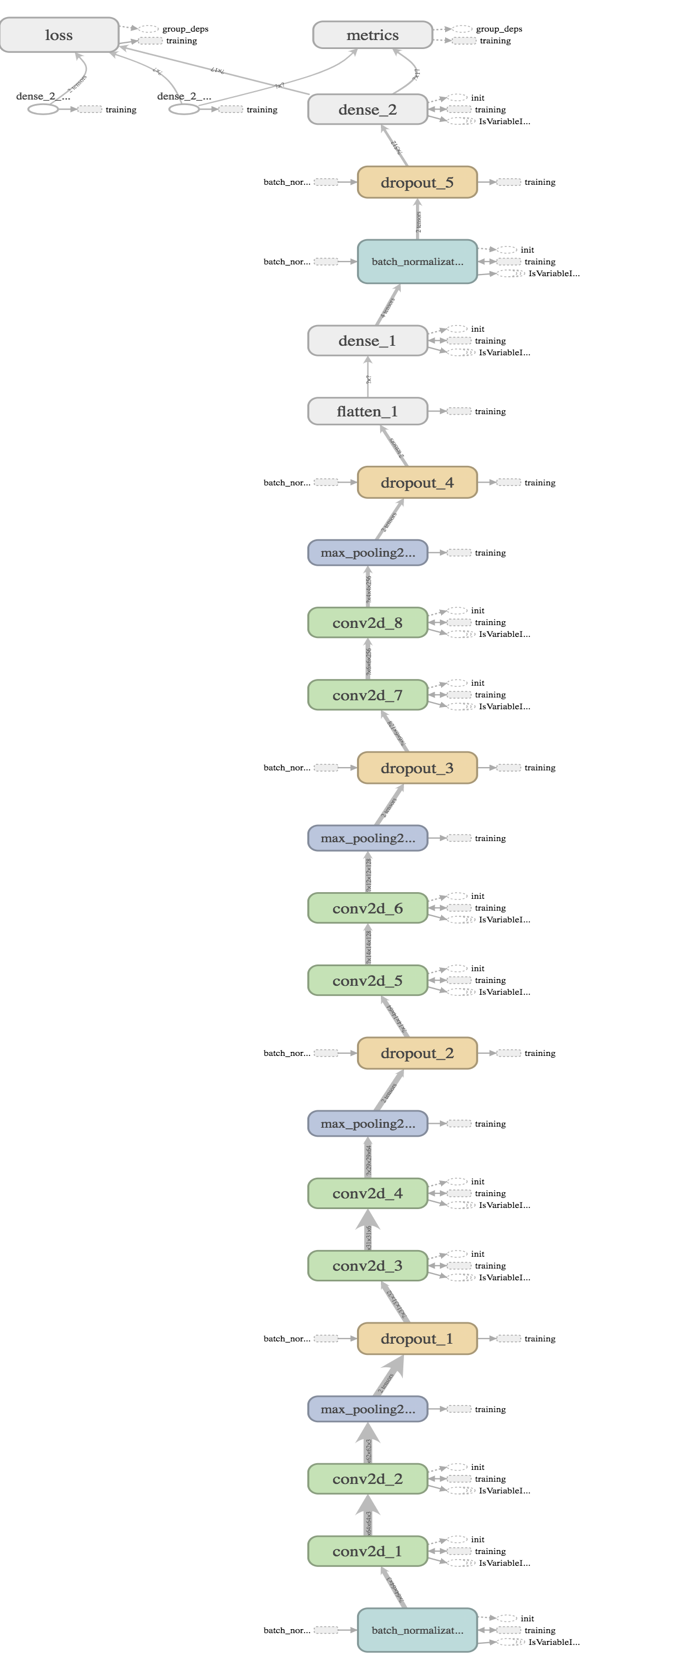 loss
group_deps
training
metrics
group_deps
training
dense_2_...
training
dense_2_...
training
dense_2
init
training
IsVariableI...
batch_nor...
dropout_5
training
2 tensors
batch_nor...
batch_normalizat...
init
training
IsVariableI...
dense_1
init
training
IsVariableI...
flatten_1
training
batch_nor...
dropout_4
training
max_pooling2...
training
conv2d_8
init
training
IsVariableI...
conv2d_7
init
training
IsVariableI...
batch_nor...
dropout_3
training
max_pooling2...
training
conv2d_6
init
training
IsVariableI...
conv2d_5
init
training
IsVariableI...
batch_nor...
dropout_2
training
max_pooling2...
training
conv2d_4
init
training
IsVariableI...
conv2d_3
init
training
IsVariableI...
batch_nor...
dropout_1
training
max_pooling2...
training
conv2d_2
init
training
IsVariableI...
conv2d_1
init
training
IsVariableI...
batch_nor...
batch_normalizat...
init
training
IsVariableI...